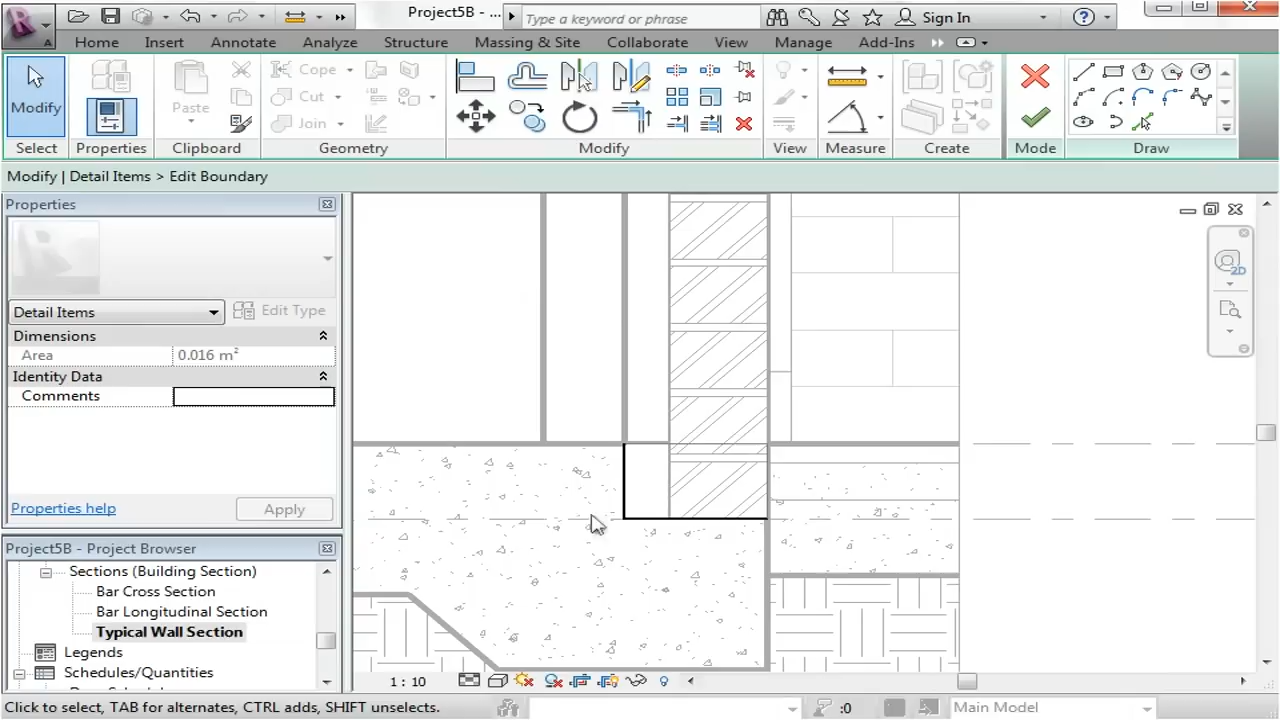 Project5B - ...
Type a keyword or phrase
Sign In
Home
Insert
Annotate
Analyze
Structure
Massing & Site
Collaborate
View
Manage
Add-Ins
Modify
Paste
Cope
Cut
Join
Select
Properties
Clipboard
Geometry
Modify
View
Measure
Create
Mode
Draw
Modify | Detail Items > Edit Boundary
Properties
Detail Items
Edit Type
Dimensions
Area
0.016 m²
Identity Data
Comments
Properties help
Apply
Project5B - Project Browser
Sections (Building Section)
Bar Cross Section
Bar Longitudinal Section
Typical Wall Section
Legends
Schedules/Quantities
2D
1 : 10
Click to select, TAB for alternates, CTRL adds, SHIFT unselects.
:0
Main Model